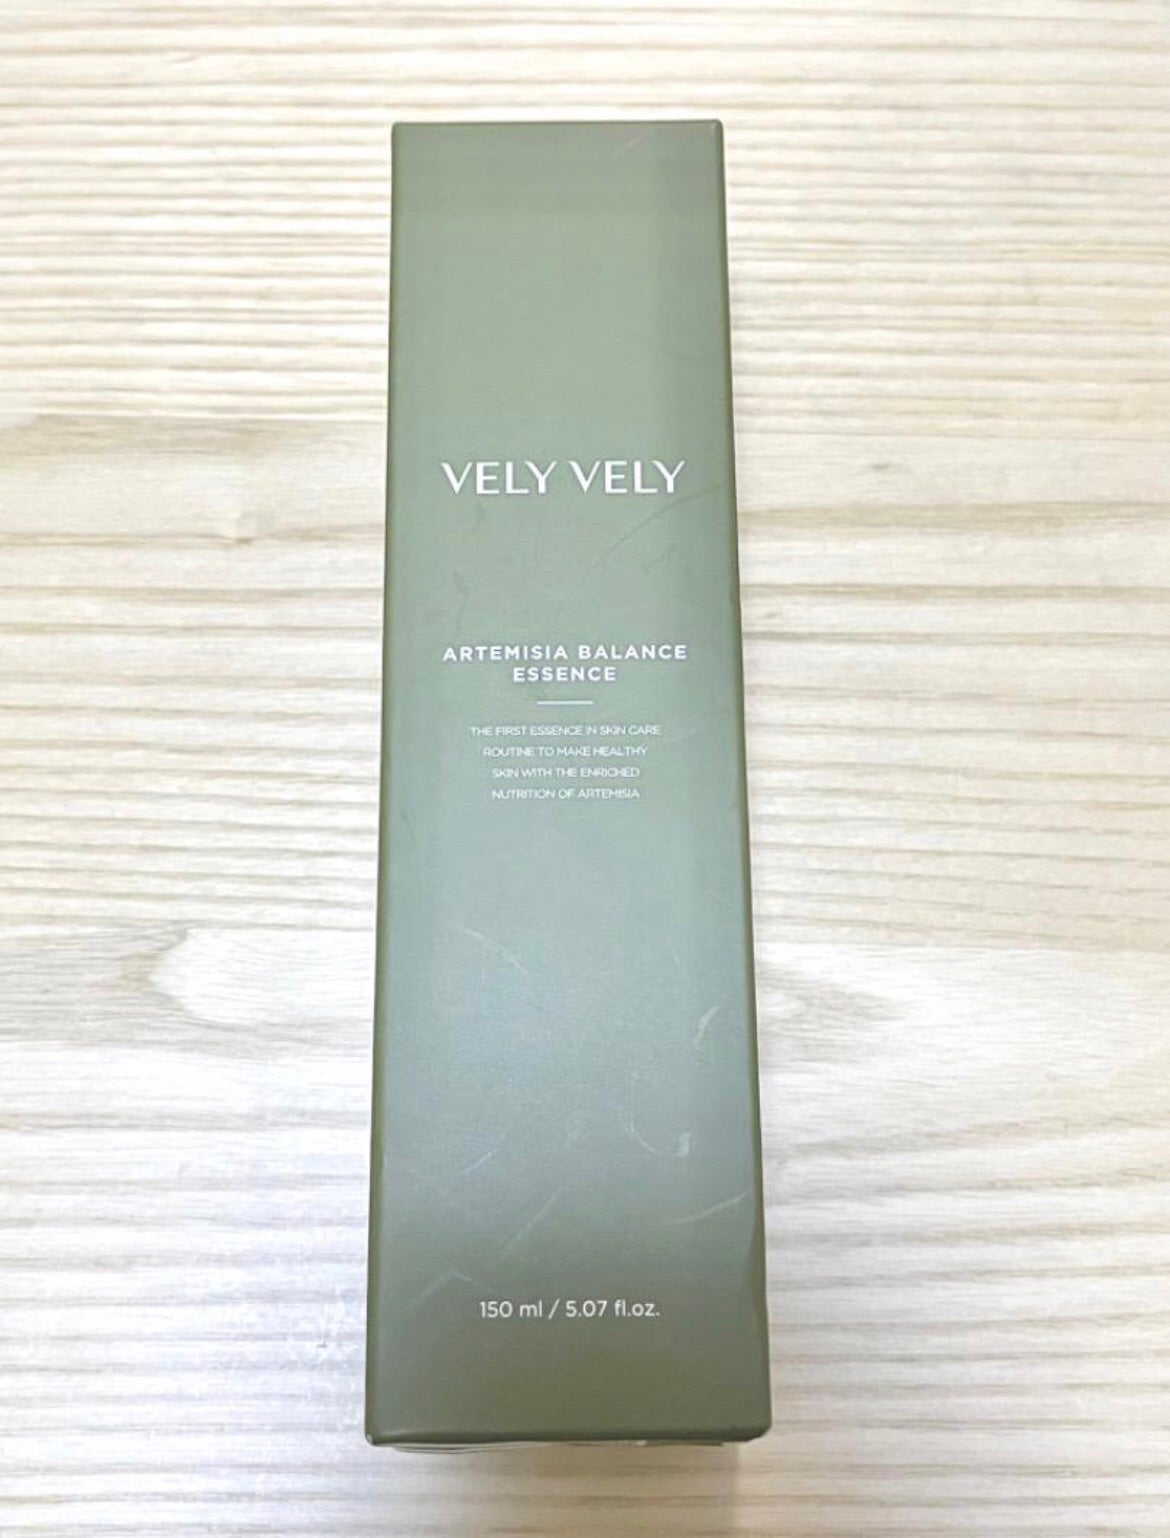 VELY VELY
ARTEMISIA BALANCE
ESSENCE
THE FIRST ESSENCE IN SKIN CARE
ROUTINE TO MAKE HEALTHY
SKIN WITH THE ENRICHED
NUTRITION OF ARTEMISIA
150 ml / 5.07 fl.oz.